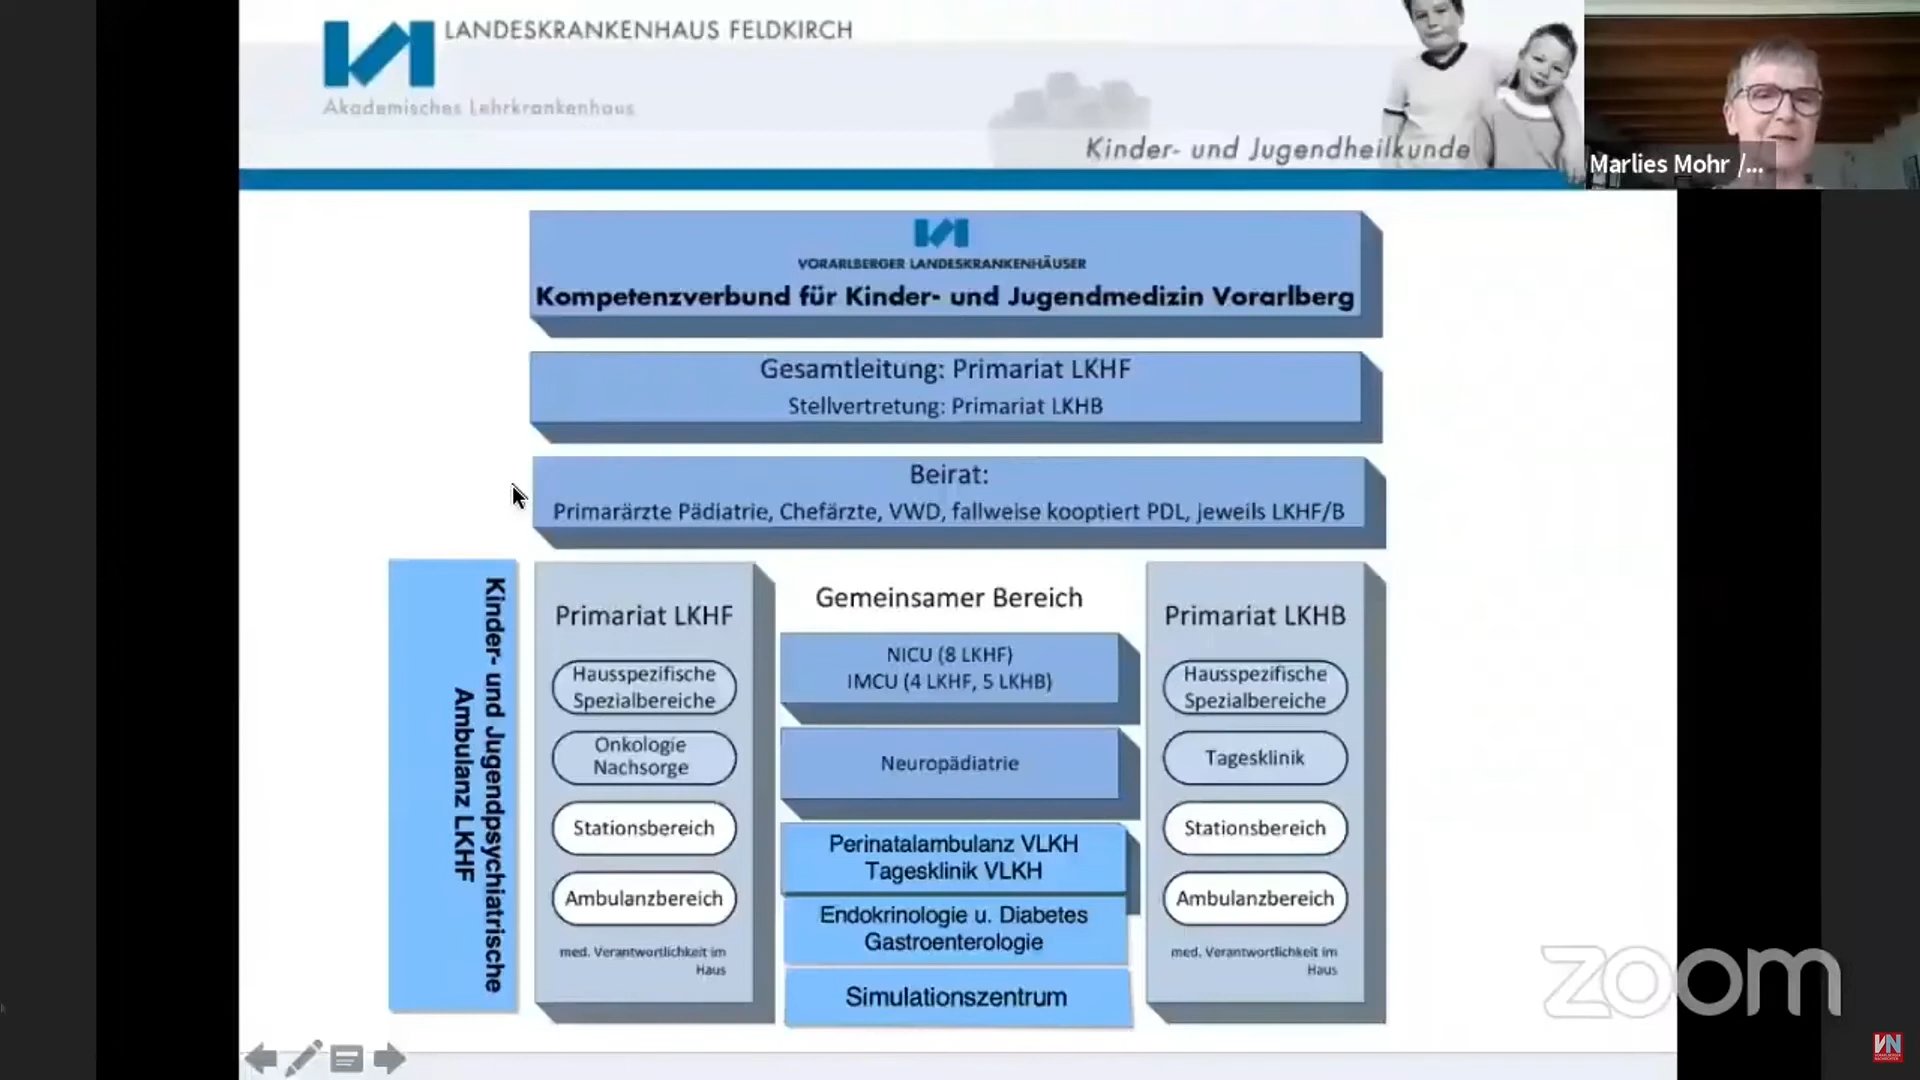 LANDESKRANKENHAUS FELDKIRCH
Akademisches Lehrkrankenhaus
Kinder- und Jugendheilkunde
Marlies Mohr /...
VORARLBERGER LANDESKRANKENHÄUSER
Kompetenzverbund für Kinder- und Jugendmedizin Vorarlberg
Gesamtleitung: Primariat LKHF
Stellvertretung: Primariat LKHB
Beirat:
Primarärzte Pädiatrie, Chefärzte, VWD, fallweise kooptiert PDL, jeweils LKHF/B
Kinder- und Jugendpsychiatrische
Ambulanz LKHF
Primariat LKHF
Hausspezifische
Spezialbereiche
Onkologie
Nachsorge
Stationsbereich
Ambulanzbereich
med. Verantwortlichkeit im
Haus
Gemeinsamer Bereich
NICU (8 LKHF)
IMCU (4 LKHF, 5 LKHB)
Neuropädiatrie
Perinatalambulanz VLKH
Tagesklinik VLKH
Endokrinologie u. Diabetes
Gastroenterologie
Simulationszentrum
Primariat LKHB
Hausspezifische
Spezialbereiche
Tagesklinik
Stationsbereich
Ambulanzbereich
med. Verantwortlichkeit im
Haus
zoom
VN